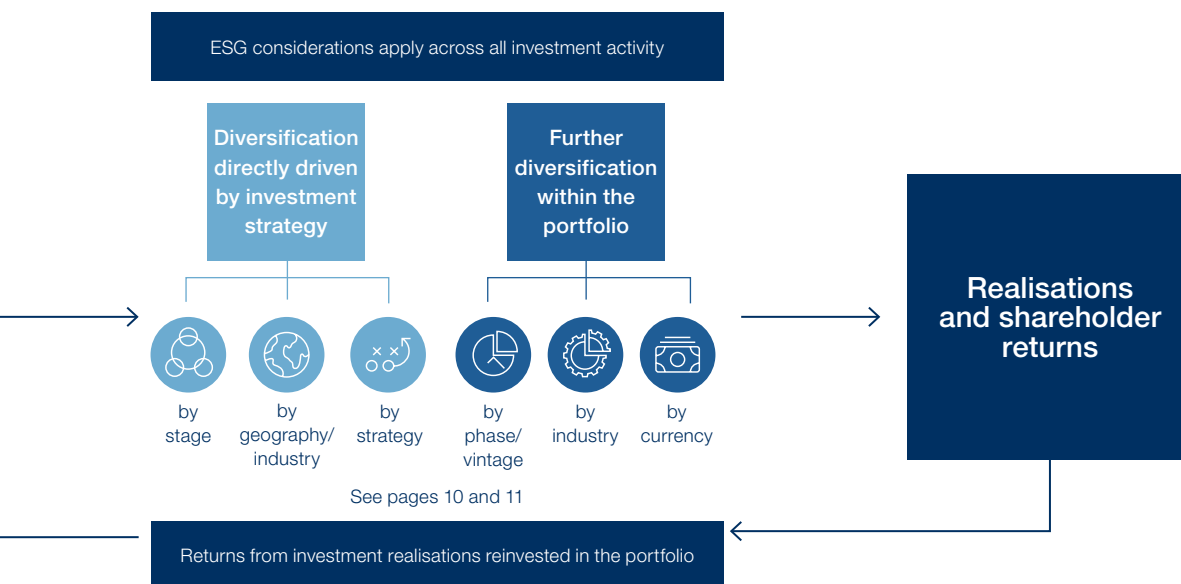 ESG considerations apply across all investment activity
Diversification
directly driven
by investment
strategy
Further
diversification
within the
portfolio
by
stage
by
geography/
industry
by
strategy
by
phase/
vintage
by
industry
by
currency
See pages 10 and 11
Realisations
and shareholder
returns
Returns from investment realisations reinvested in the portfolio